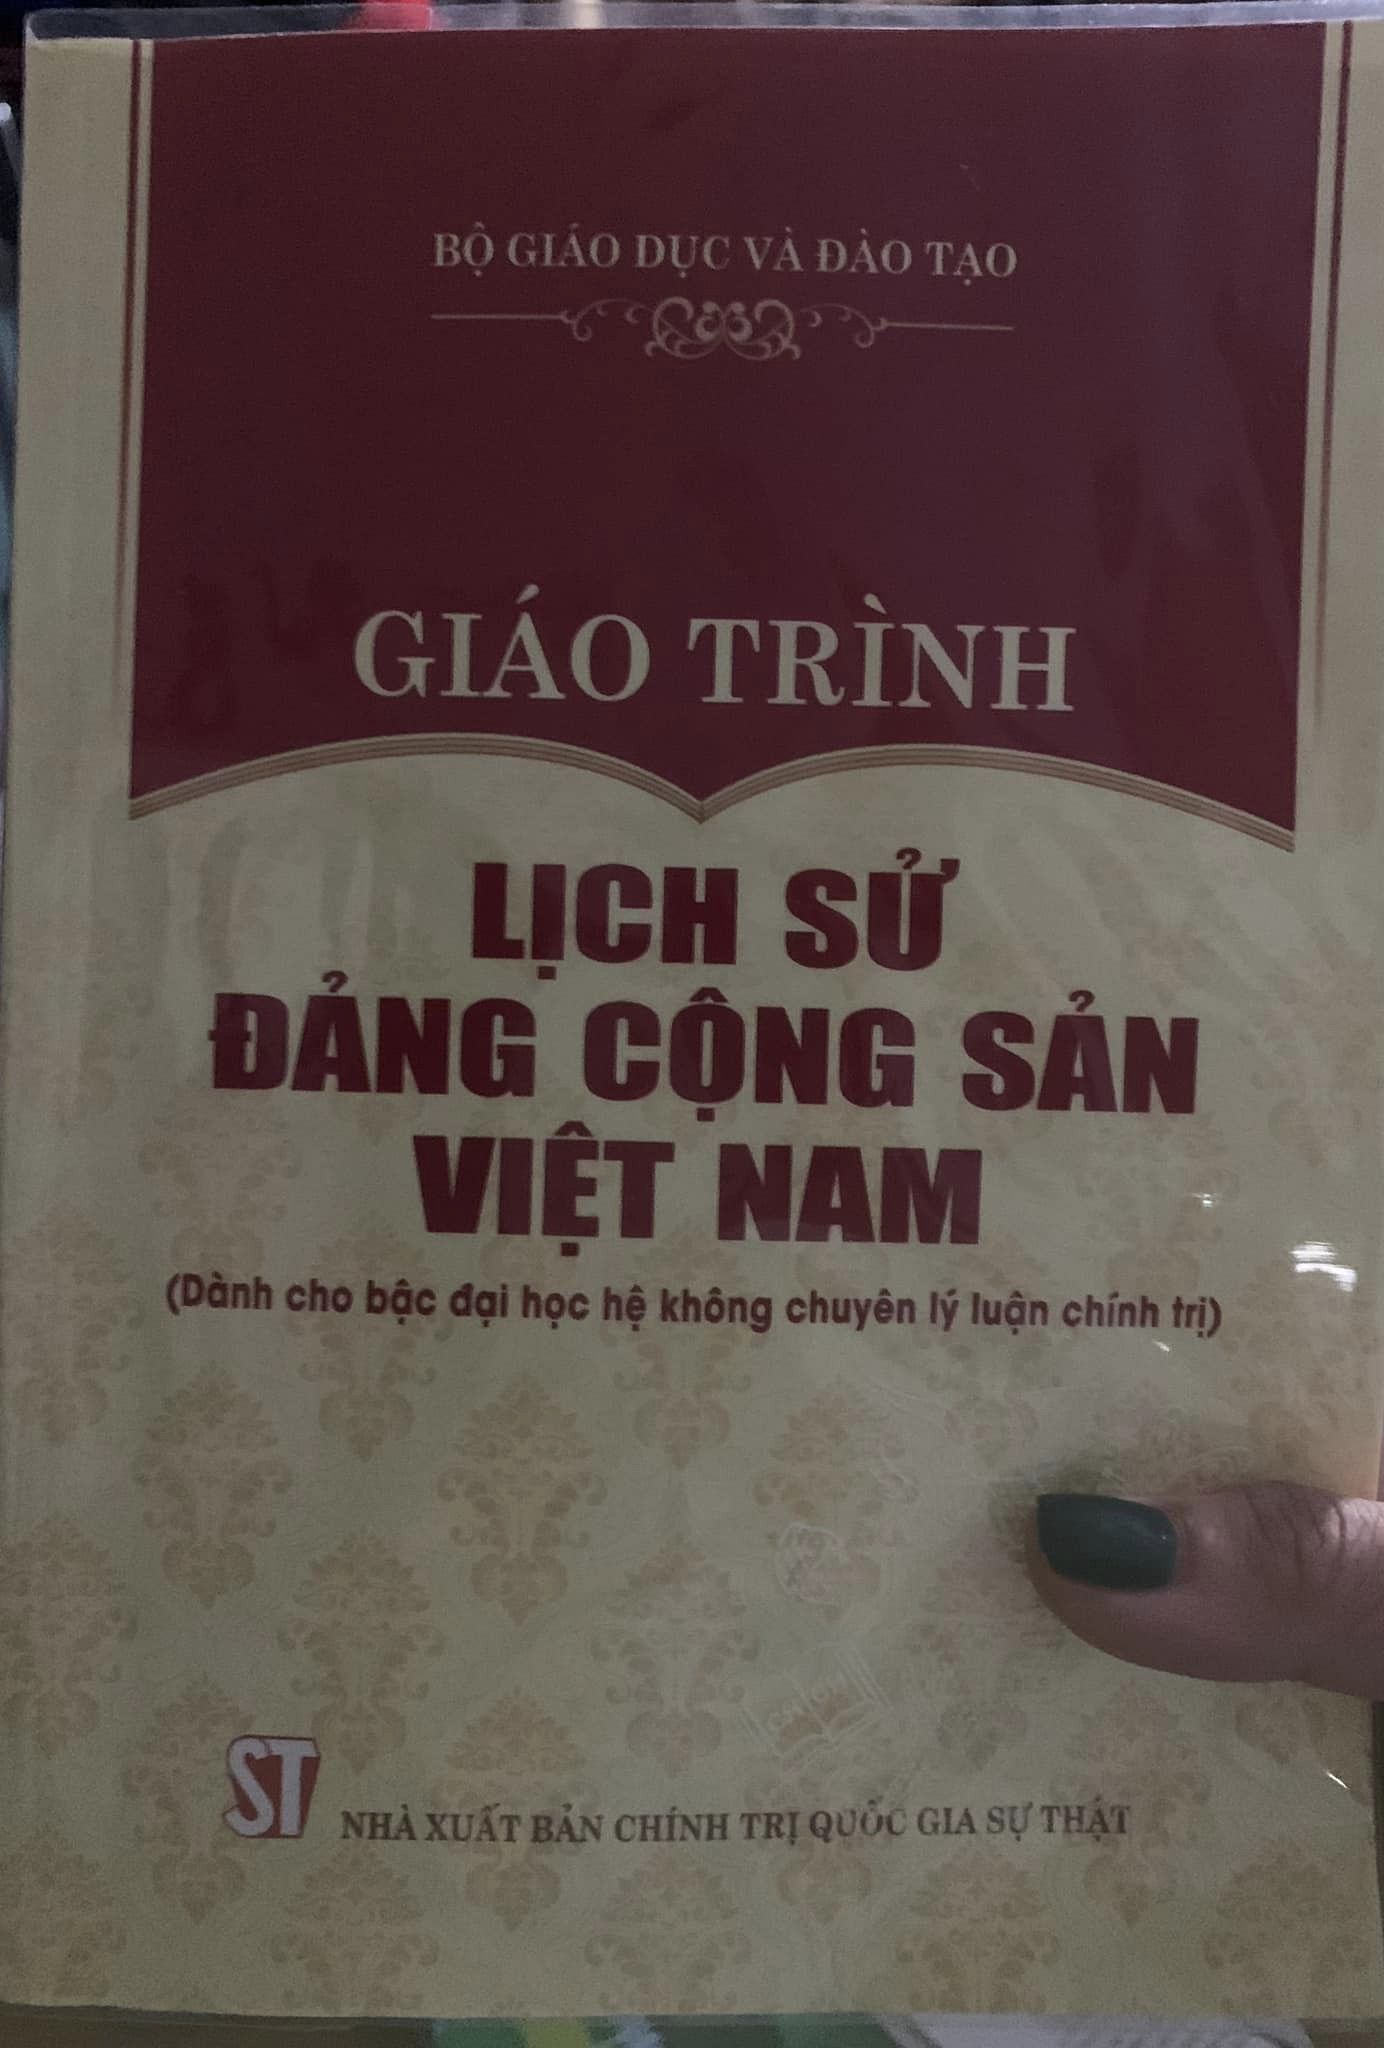 BỘ GIÁO DỤC VÀ ĐÀO TẠO
GIÁO TRÌNH
LỊCH SỬ
ĐẢNG CỘNG SẢN
VIỆT NAM
(Dành cho bậc đại học hệ không chuyên lý luận chính trị)
ST NHÀ XUẤT BẢN CHÍNH TRỊ QUỐC GIA SỰ THẬT